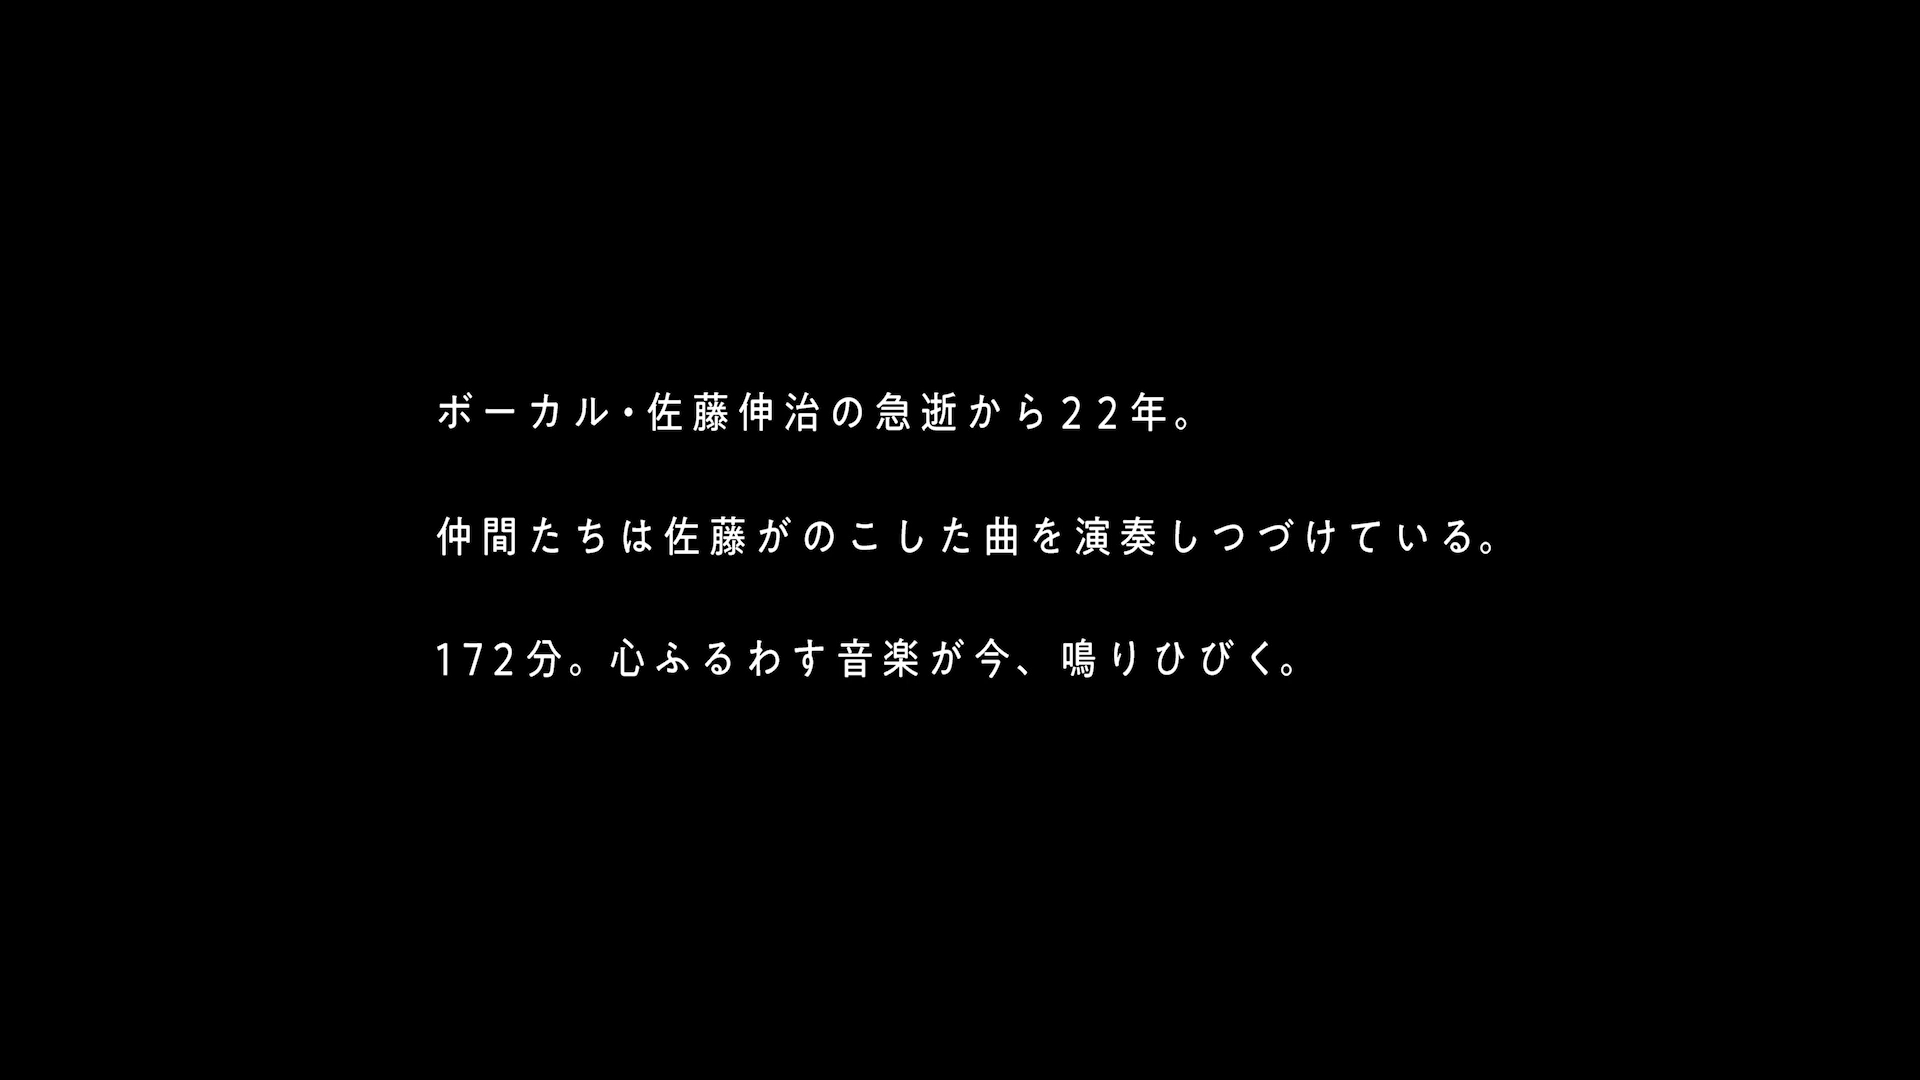 ボーカル・佐藤伸治の急逝から22年。
仲間たちは佐藤がのこした曲を演奏しつづけている。
172分。心ふるわす音楽が今、鳴りひびく。